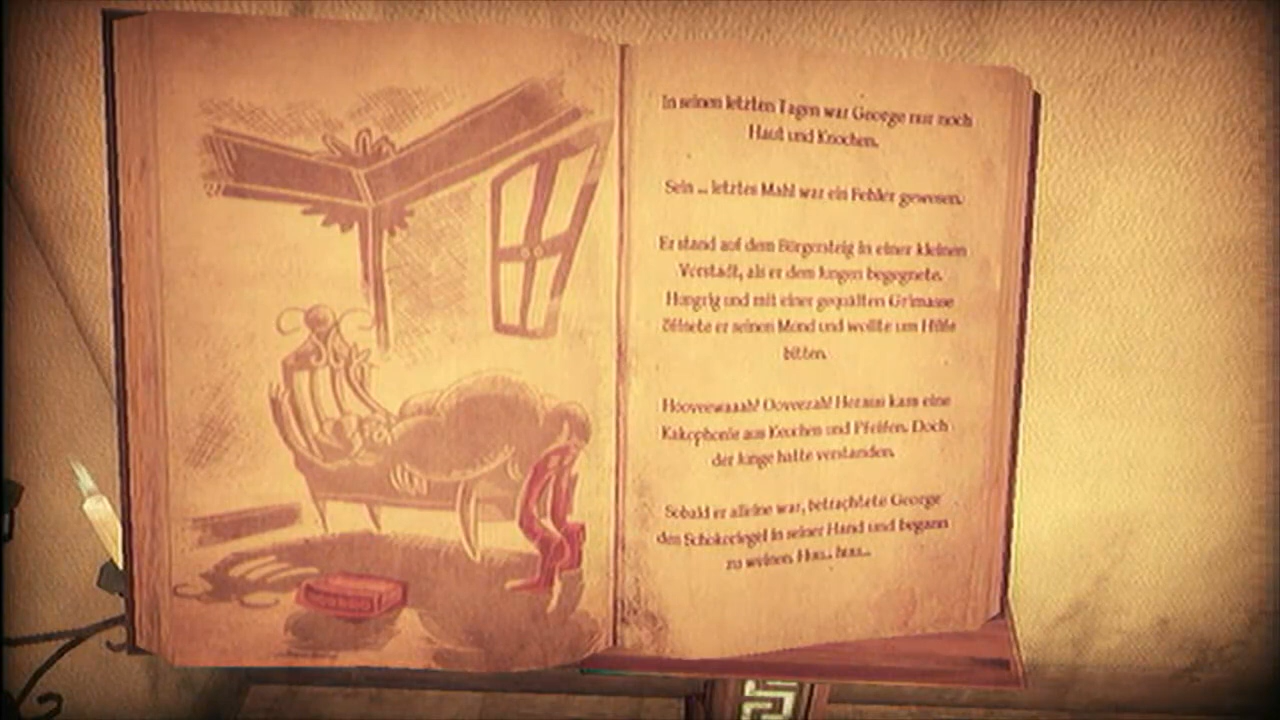 In seinen letzten Tagen war George nur noch
Haut und Knochen.
Sein ... letztes Mahl war ein Fehler gewesen.
Er stand auf dem Bürgersteig in einer kleinen
Vorstadt, als er dem Jungen begegnete.
Hungrig und mit einer gequälten Grimasse
öffnete er seinen Mund und wollte um Hilfe
bitten.
Hooveewaaah! Ooveezah! Heraus kam eine
Kakophonie aus Keuchen und Pfeifen. Doch
der Junge hatte verstanden.
Sobald er alleine war, betrachtete George
den Schokoriegel in seiner Hand und begann
zu weinen. Huu... huu...